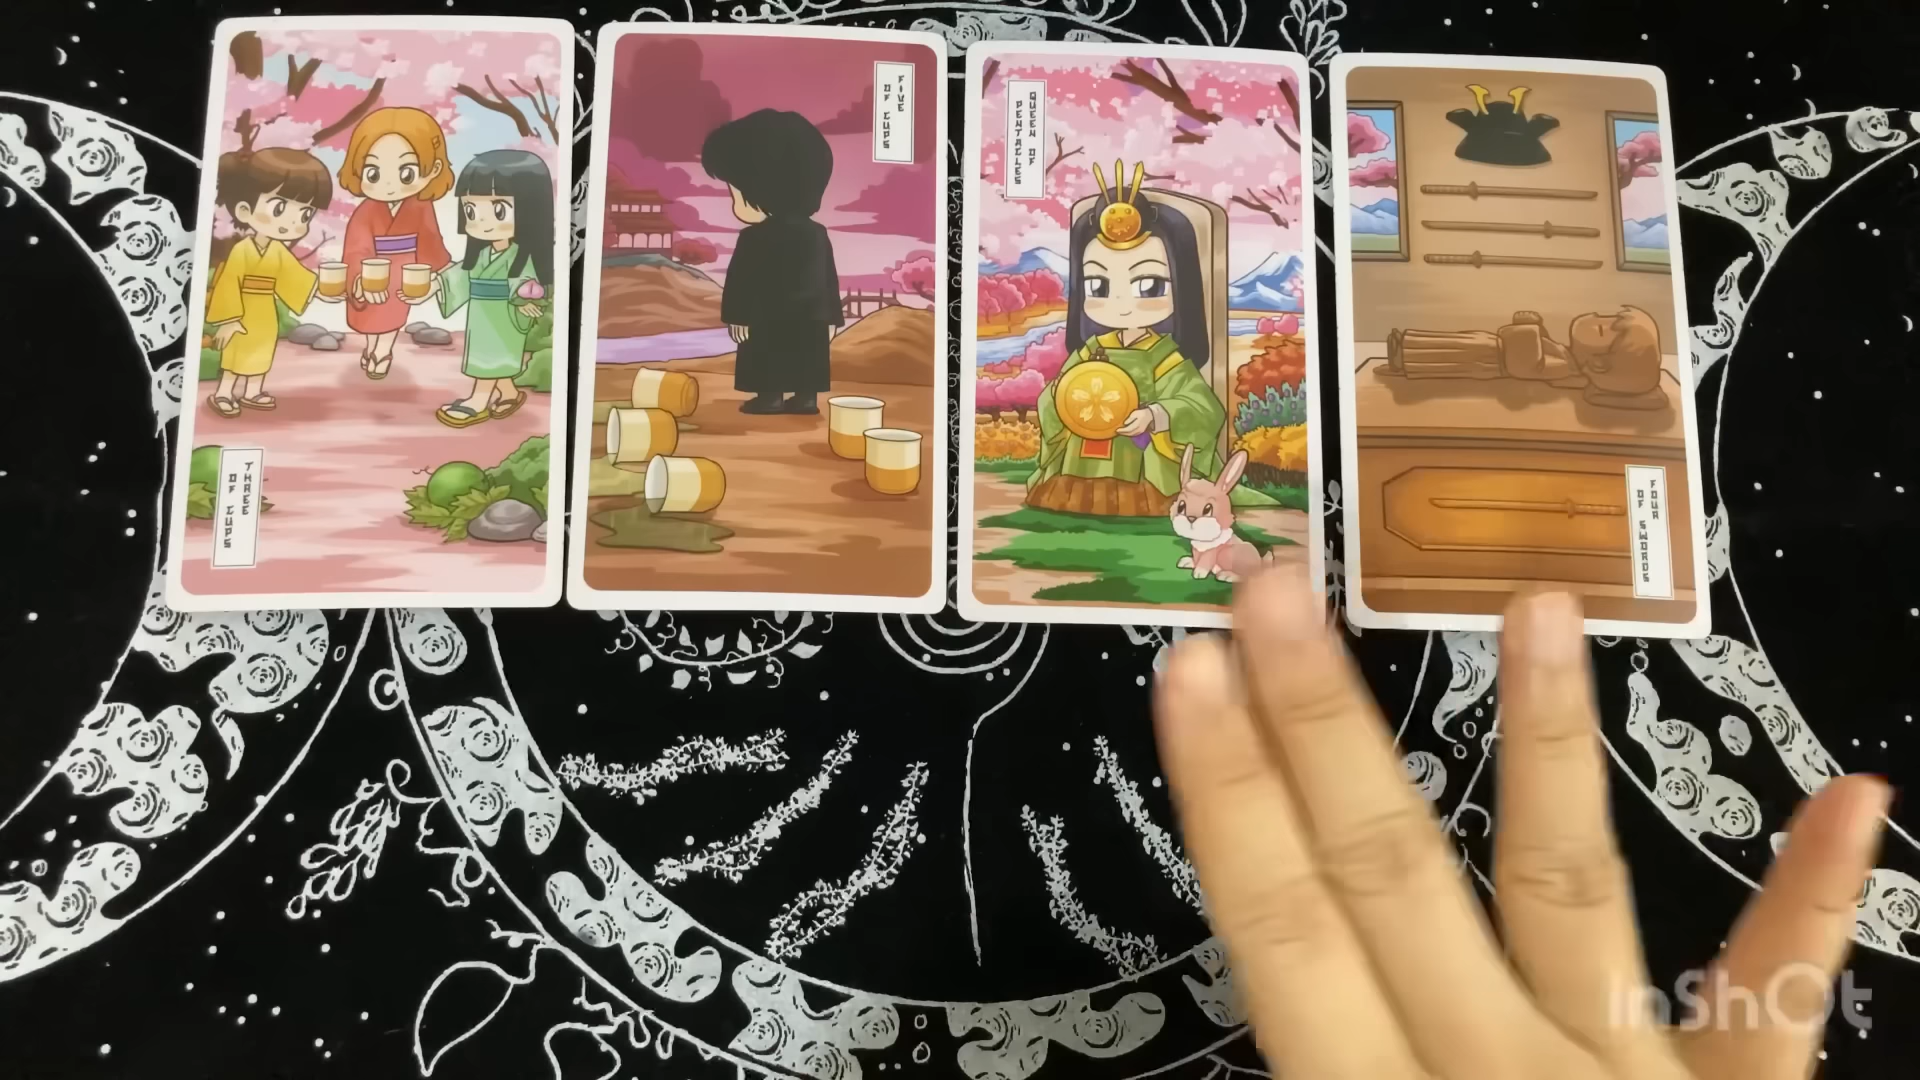 THREE
OF CUPS
FIVE
OF CUPS
QUEEN OF
PENTACLES
FOUR
OF SWORDS
InShOt